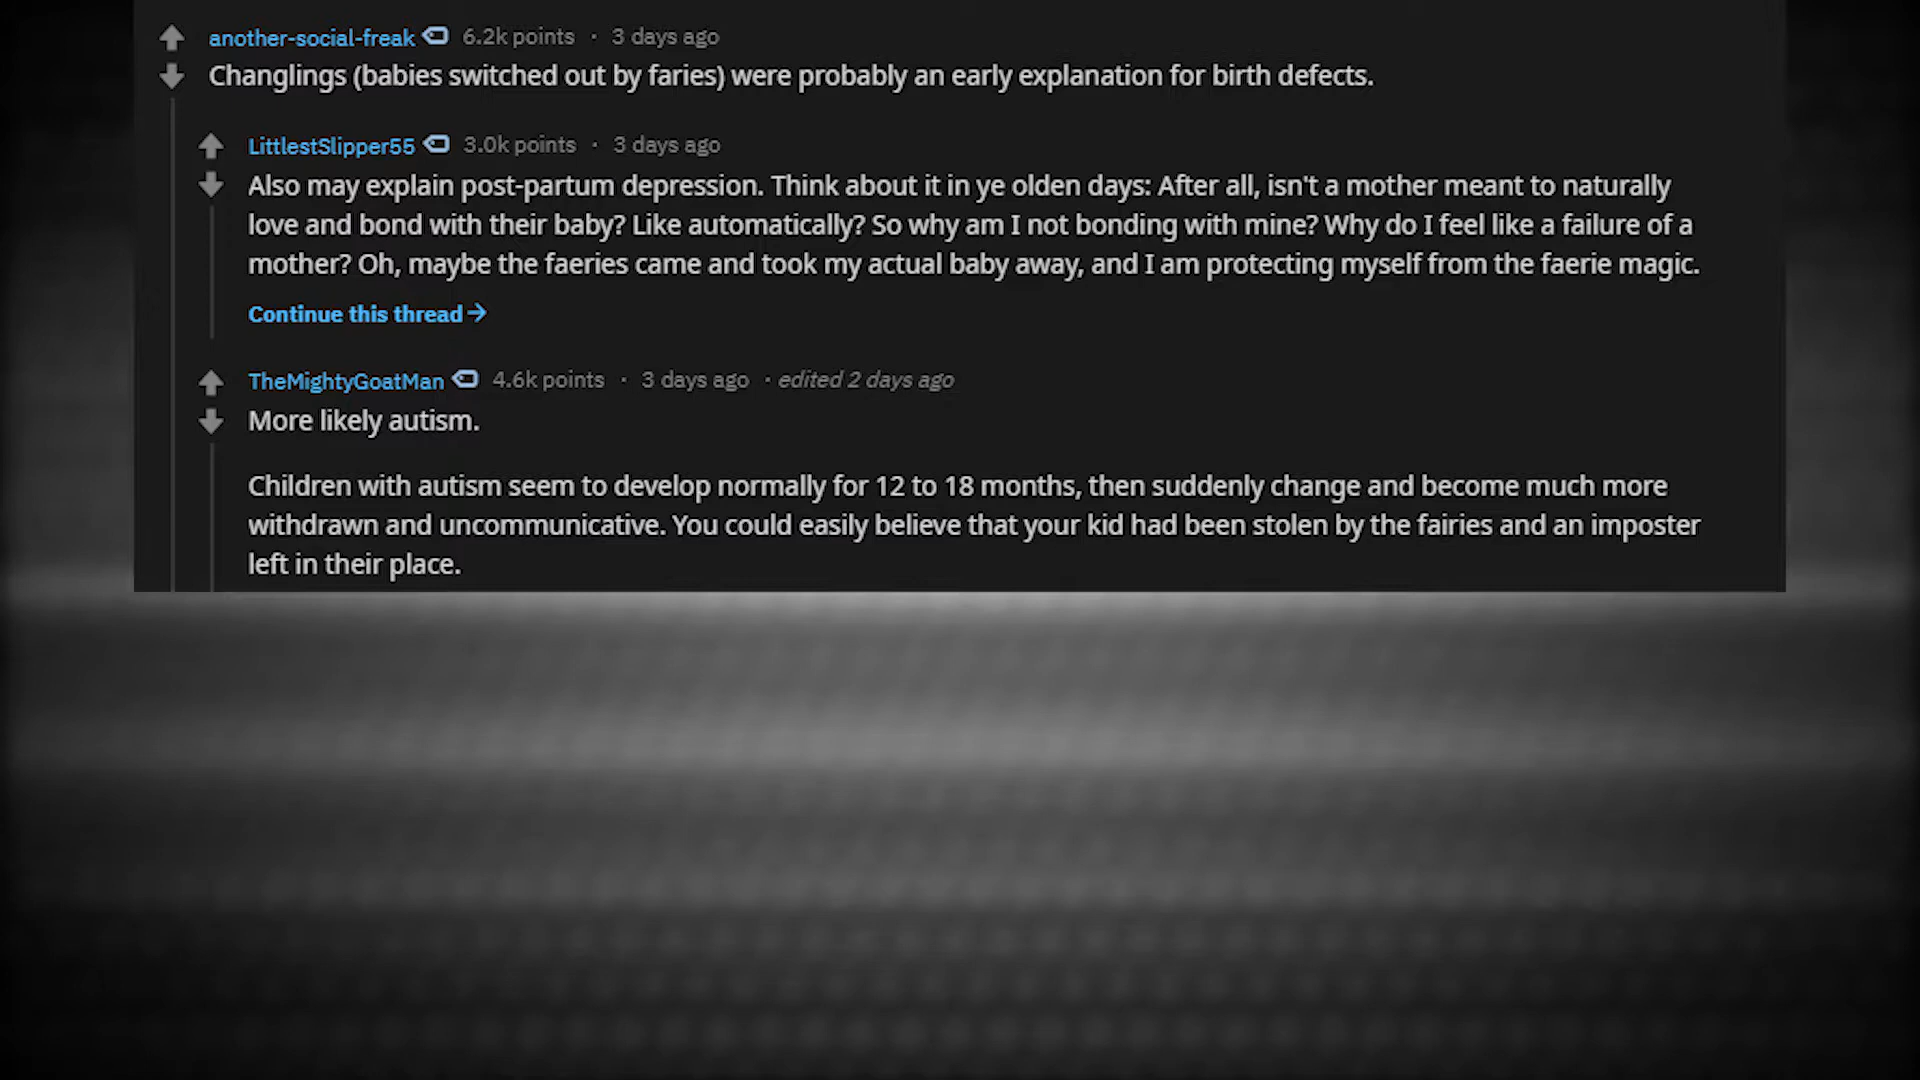 another-social-freak 6.2k points · 3 days ago
Changlings (babies switched out by faries) were probably an early explanation for birth defects.
LittlestSlipper55 3.0k points · 3 days ago
Also may explain post-partum depression. Think about it in ye olden days: After all, isn't a mother meant to naturally
love and bond with their baby? Like automatically? So why am I not bonding with mine? Why do I feel like a failure of a
mother? Oh, maybe the faeries came and took my actual baby away, and I am protecting myself from the faerie magic.
Continue this thread→
TheMightyGoatMan 4.6k points · 3 days ago · edited 2 days ago
More likely autism.
Children with autism seem to develop normally for 12 to 18 months, then suddenly change and become much more
withdrawn and uncommunicative. You could easily believe that your kid had been stolen by the fairies and an imposter
left in their place.